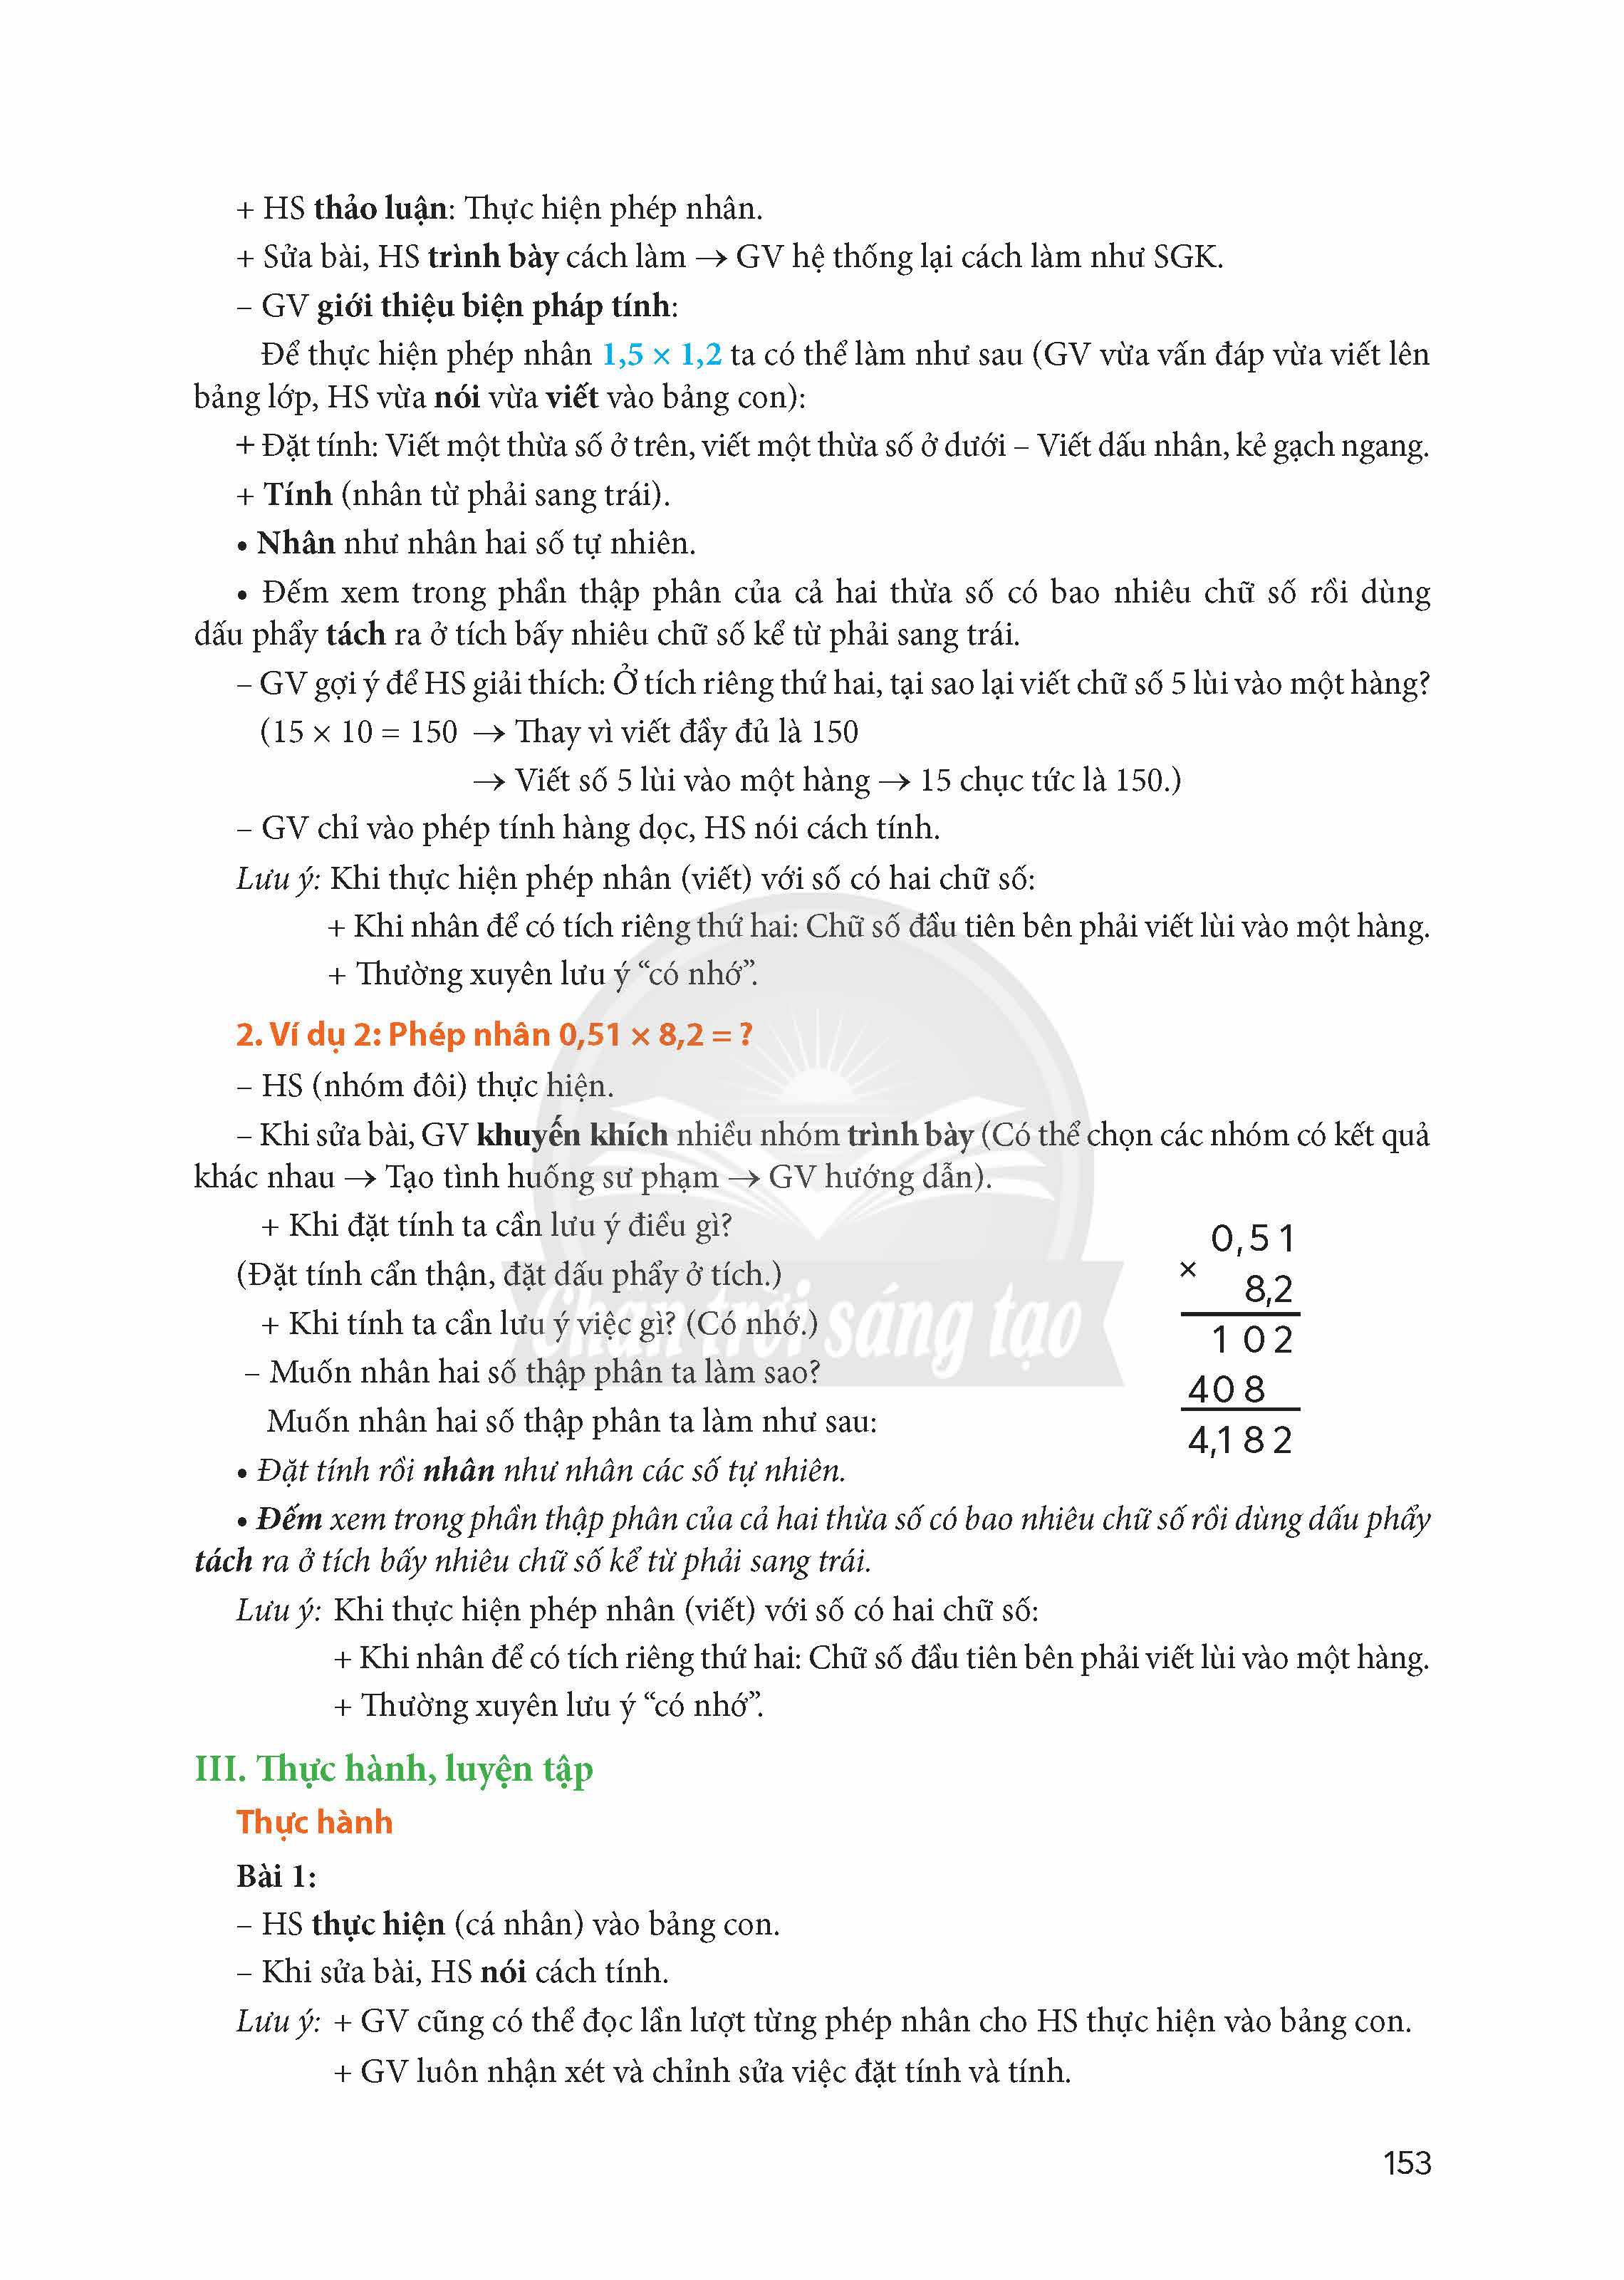 + HS thảo luận: Thực hiện phép nhân.
+ Sửa bài, HS trình bày cách làm → GV hệ thống lại cách làm như SGK.
– GV giới thiệu biện pháp tính:
Để thực hiện phép nhân 1,5 × 1,2 ta có thể làm như sau (GV vừa vấn đáp vừa viết lên
bảng lớp, HS vừa nói vừa viết vào bảng con):
+ Đặt tính: Viết một thừa số ở trên, viết một thừa số ở dưới – Viết dấu nhân, kẻ gạch ngang.
+ Tính (nhân từ phải sang trái).
• Nhân như nhân hai số tự nhiên.
• Đếm xem trong phần thập phân của cả hai thừa số có bao nhiêu chữ số rồi dùng
dấu phẩy tách ra ở tích bấy nhiêu chữ số kể từ phải sang trái.
– GV gợi ý để HS giải thích: Ở tích riêng thứ hai, tại sao lại viết chữ số 5 lùi vào một hàng?
(15 × 10 = 150 → Thay vì viết đầy đủ là 150
→ Viết số 5 lùi vào một hàng → 15 chục tức là 150.)
– GV chỉ vào phép tính hàng dọc, HS nói cách tính.
Lưu ý: Khi thực hiện phép nhân (viết) với số có hai chữ số:
+ Khi nhân để có tích riêng thứ hai: Chữ số đầu tiên bên phải viết lùi vào một hàng.
+ Thường xuyên lưu ý “có nhớ”.
2. Ví dụ 2: Phép nhân 0,51 × 8,2 = ?
– HS (nhóm đôi) thực hiện.
– Khi sửa bài, GV khuyến khích nhiều nhóm trình bày (Có thể chọn các nhóm có kết quả
khác nhau → Tạo tình huống sư phạm → GV hướng dẫn).
+ Khi đặt tính ta cần lưu ý điều gì?
(Đặt tính cẩn thận, đặt dấu phẩy ở tích.)
+ Khi tính ta cần lưu ý việc gì? (Có nhớ.)
– Muốn nhân hai số thập phân ta làm sao?
Muốn nhân hai số thập phân ta làm như sau:
0,51
×
8,2
102
408
4,182
Chân trời sáng tạo
• Đặt tính rồi nhân như nhân các số tự nhiên.
• Đếm xem trong phần thập phân của cả hai thừa số có bao nhiêu chữ số rồi dùng dấu phẩy
tách ra ở tích bấy nhiêu chữ số kể từ phải sang trái.
Lưu ý: Khi thực hiện phép nhân (viết) với số có hai chữ số:
+ Khi nhân để có tích riêng thứ hai: Chữ số đầu tiên bên phải viết lùi vào một hàng.
+ Thường xuyên lưu ý “có nhớ”.
III. Thực hành, luyện tập
Thực hành
Bài 1:
– HS thực hiện (cá nhân) vào bảng con.
– Khi sửa bài, HS nói cách tính.
Lưu ý: + GV cũng có thể đọc lần lượt từng phép nhân cho HS thực hiện vào bảng con.
+ GV luôn nhận xét và chỉnh sửa việc đặt tính và tính.
153